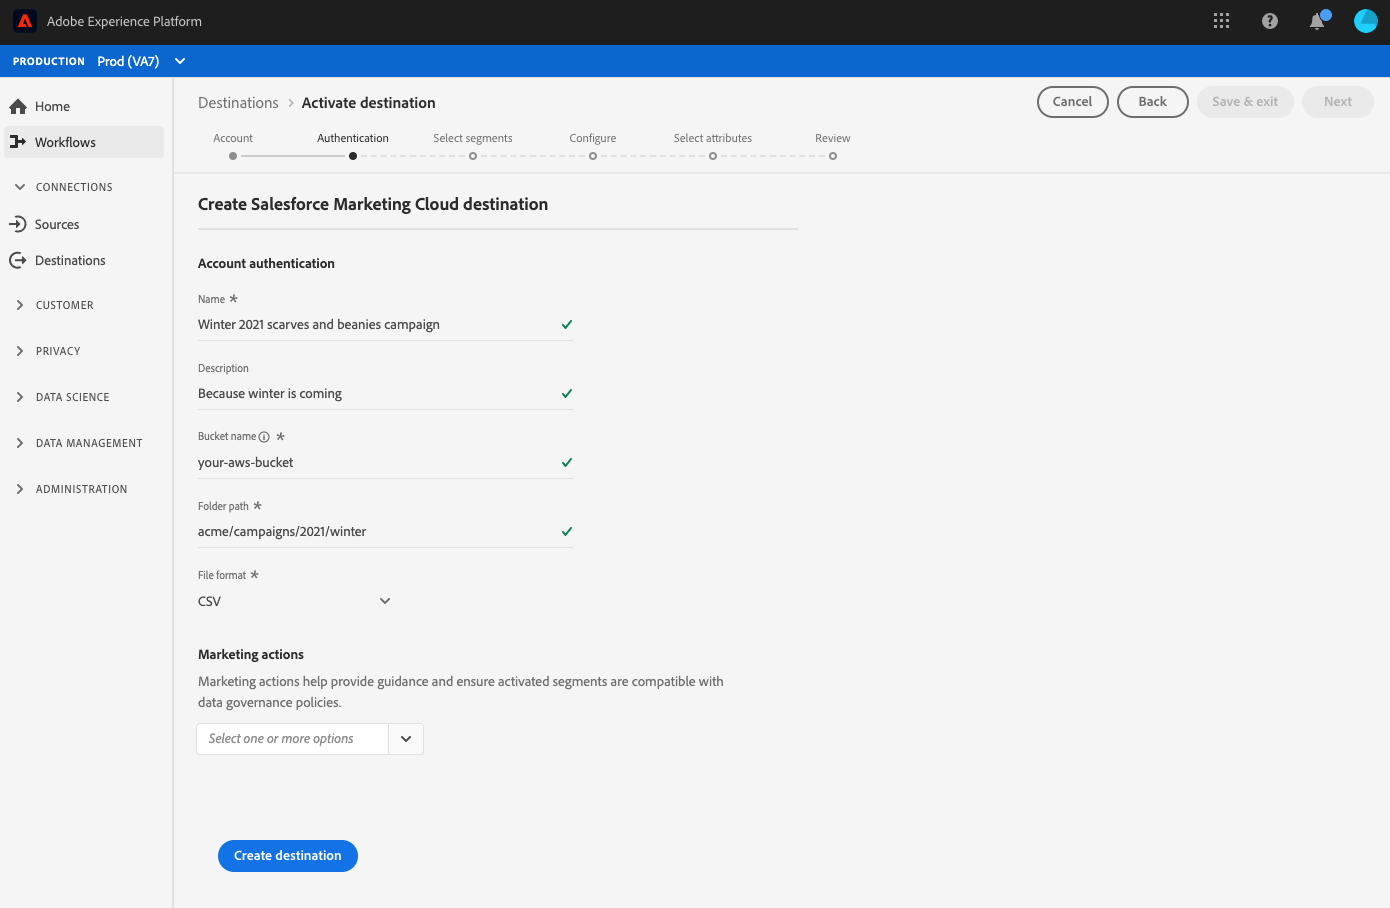 Adobe Experience Platform
PRODUCTION Prod (VA7)
Home
Workflows
CONNECTIONS
Sources
Destinations
CUSTOMER
PRIVACY
DATA SCIENCE
DATA MANAGEMENT
ADMINISTRATION
Destinations > Activate destination
Cancel Back Save & exit Next
Account Authentication Select segments Configure Select attributes Review
Create Salesforce Marketing Cloud destination
Account authentication
Name *
Winter 2021 scarves and beanies campaign
Description
Because winter is coming
Bucket name *
your-aws-bucket
Folder path *
acme/campaigns/2021/winter
File format *
CSV
Marketing actions
Marketing actions help provide guidance and ensure activated segments are compatible with
data governance policies.
Select one or more options
Create destination